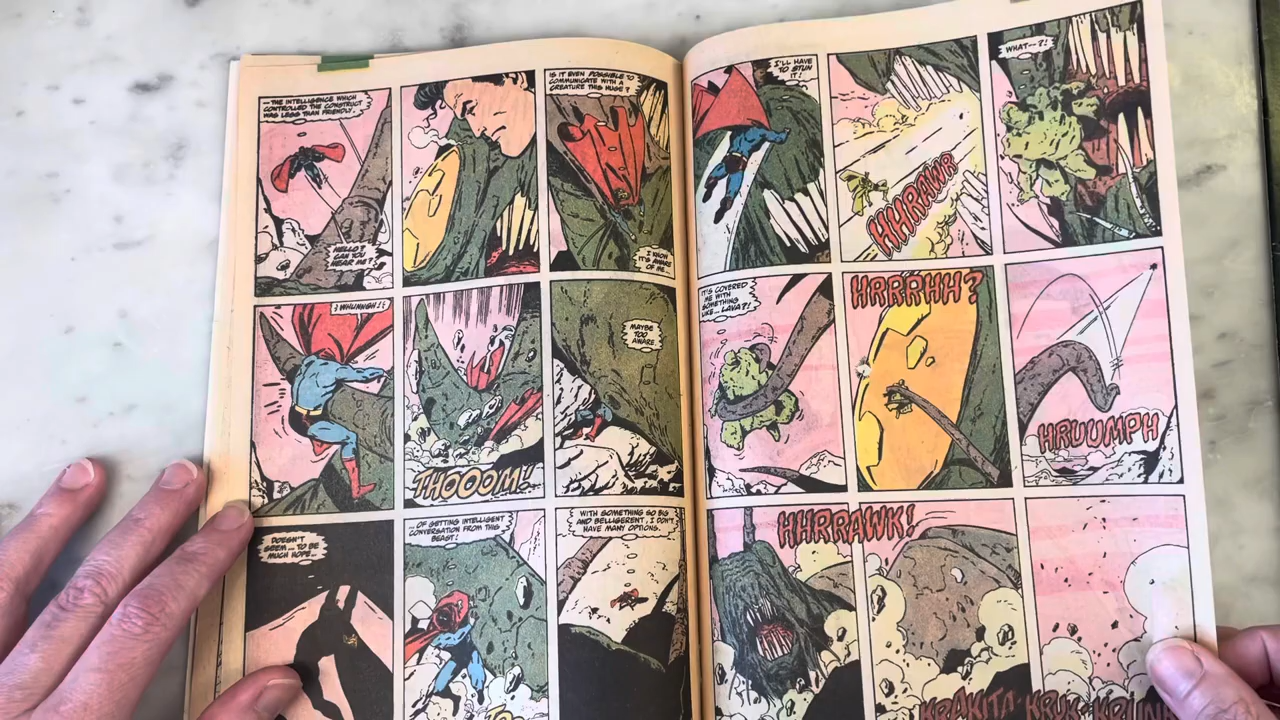 --THE INTELLIGENCE WHICH
CONTROLLED THE CONSTRUCT
WAS LESS THAN FRIENDLY.
HELLO?
CAN YOU
HEAR ME?
IS IT EVEN POSSIBLE TO
COMMUNICATE WITH A
CREATURE THIS HUGE?
I KNOW
IT'S AWARE
OF ME...
WHUNNGH!
THOOOM!
MAYBE
TOO
AWARE.
DOESN'T
SEEM... TO BE
MUCH HOPE...
...OF GETTING INTELLIGENT
CONVERSATION FROM THIS
BEAST!
WITH SOMETHING SO BIG
AND BELLIGERENT, I DON'T
HAVE MANY OPTIONS.
I'LL HAVE
TO STUN
IT!
HHRAWR
WHAT--?!
IT'S COVERED
ME WITH
SOMETHING
LIKE... LAVA?!
HRRRHH?
HRUUMPH
HHRRAWK!
KRAKITA-KRUK-